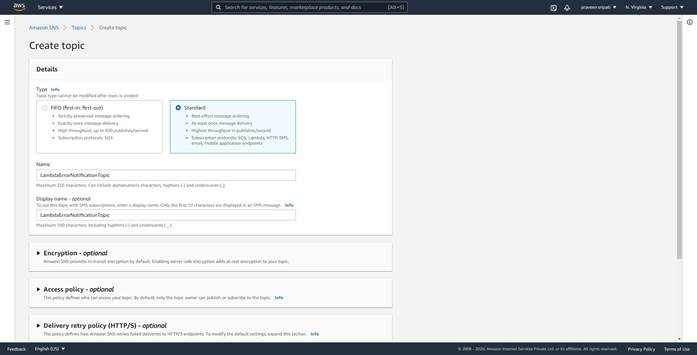 aws
Services
Search for services, features, marketplace products, and docs
[Alt+S]
praveen sripati
N. Virginia
Support
Amazon SNS
Topics
Create topic
Create topic
Details
Type Info
Topic type cannot be modified after topic is created
FIFO (first-in, first-out)
• Strictly-preserved message ordering
• Exactly-once message delivery
• High throughput, up to 300 publishes/second
• Subscription protocols: SQS
Standard
• Best-effort message ordering
• At-least once message delivery
• Highest throughput in publishes/second
• Subscription protocols: SQS, Lambda, HTTP, SMS,
email, mobile application endpoints
Name
LambdaErrorNotificationTopic
Maximum 256 characters. Can include alphanumeric characters, hyphens (-) and underscores (_).
Display name - optional
To use this topic with SMS subscriptions, enter a display name. Only the first 10 characters are displayed in an SMS message. Info
LambdaErrorNotificationTopic
Maximum 100 characters, including hyphens (-) and underscores (_).
Encryption - optional
Amazon SNS provides in-transit encryption by default. Enabling server-side encryption adds at-rest encryption to your topic.
Access policy - optional
This policy defines who can access your topic. By default, only the topic owner can publish or subscribe to the topic. Info
Delivery retry policy (HTTP/S) - optional
The policy defines how Amazon SNS retries failed deliveries to HTTP/S endpoints. To modify the default settings, expand this section. Info
Feedback
English (US)
© 2008 - 2020, Amazon Internet Services Private Ltd. or its affiliates. All rights reserved.
Privacy Policy
Terms of Use